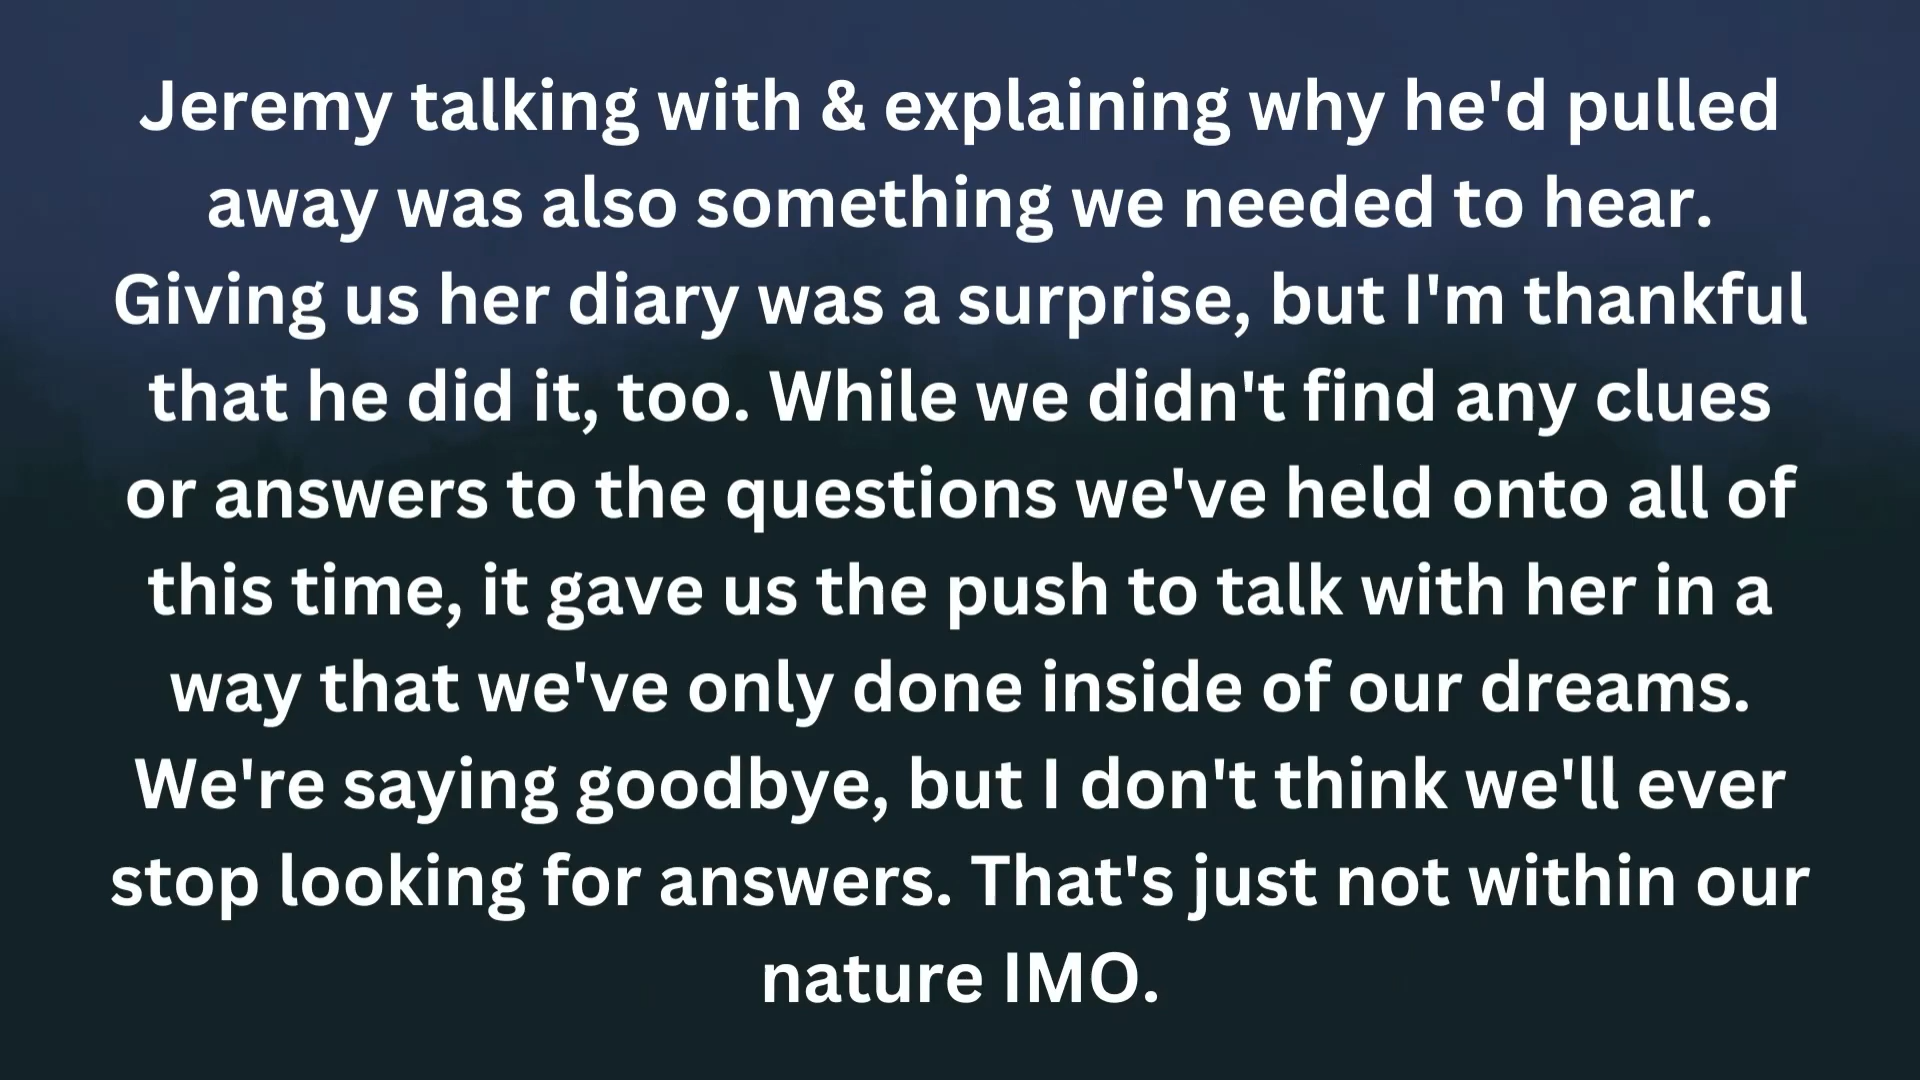 Jeremy talking with & explaining why he'd pulled
away was also something we needed to hear.
Giving us her diary was a surprise, but I'm thankful
that he did it, too. While we didn't find any clues
or answers to the questions we've held onto all of
this time, it gave us the push to talk with her in a
way that we've only done inside of our dreams.
We're saying goodbye, but I don't think we'll ever
stop looking for answers. That's just not within our
nature IMO.